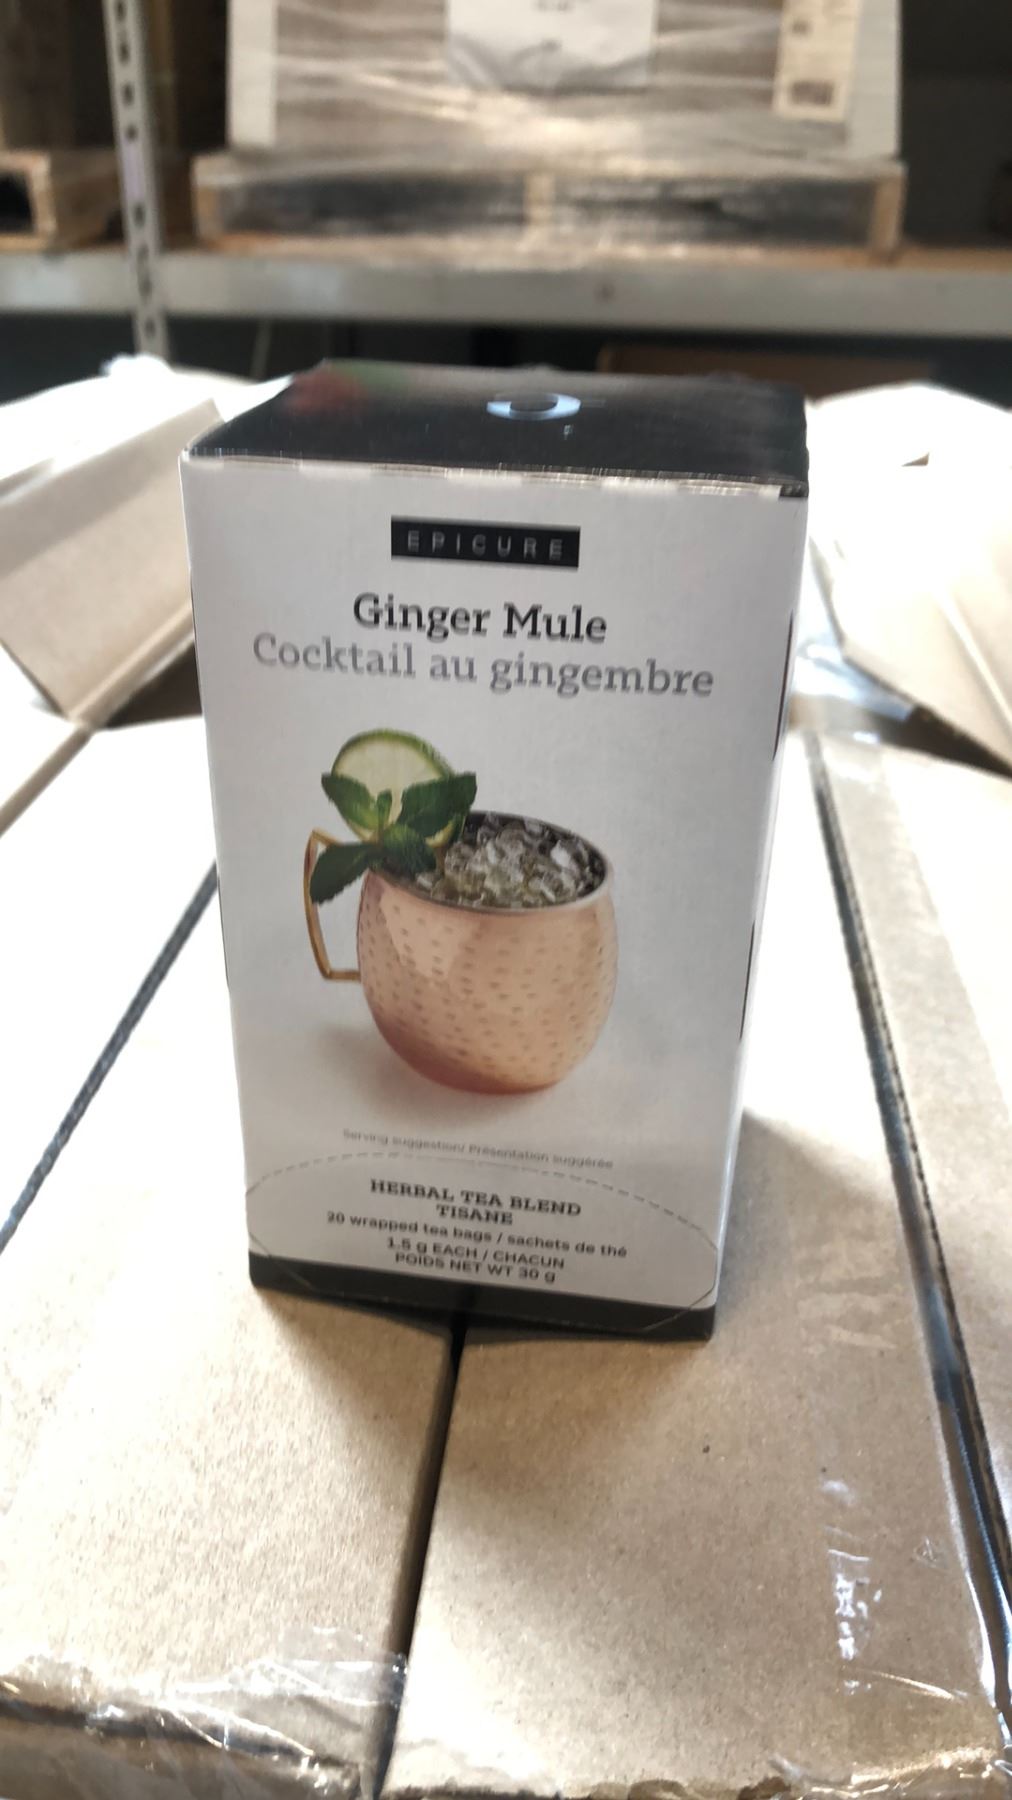 EPICURE
Ginger Mule
Cocktail au gingembre
Serving suggestion/ Présentation suggérée
HERBAL TEA BLEND
TISANE
20 wrapped tea bags / sachets de thé
1.5 g EACH / CHACUN
POIDS NET WT 30 g